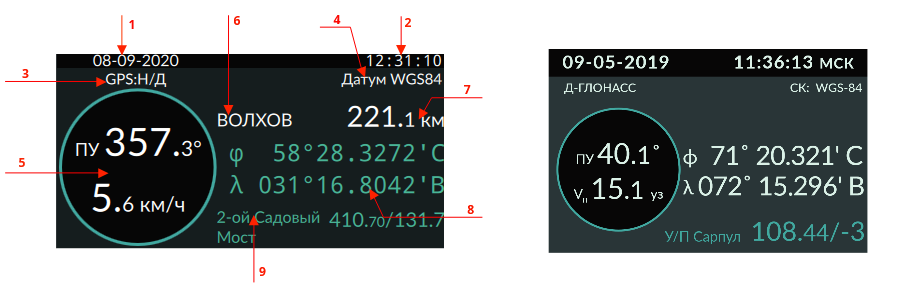 1
6
4
2
08-09-2020 12:31:10
3 GPS:Н/Д Датум WGS84
7
ВОЛХОВ 221.1 км
ПУ 357.3°
5
φ 58°28.3272'С
λ 031°16.8042'В
5.6 км/ч
8
2-ой Садовый
Мост
410.70/131.7
9
09-05-2019 11:36:13 МСК
Д-ГЛОНАСС СК: WGS-84
ПУ 40.1°
Vп 15.1 уз
ф 71° 20.321' С
λ 072° 15.296' В
У/П Сарпул 108.44/-3